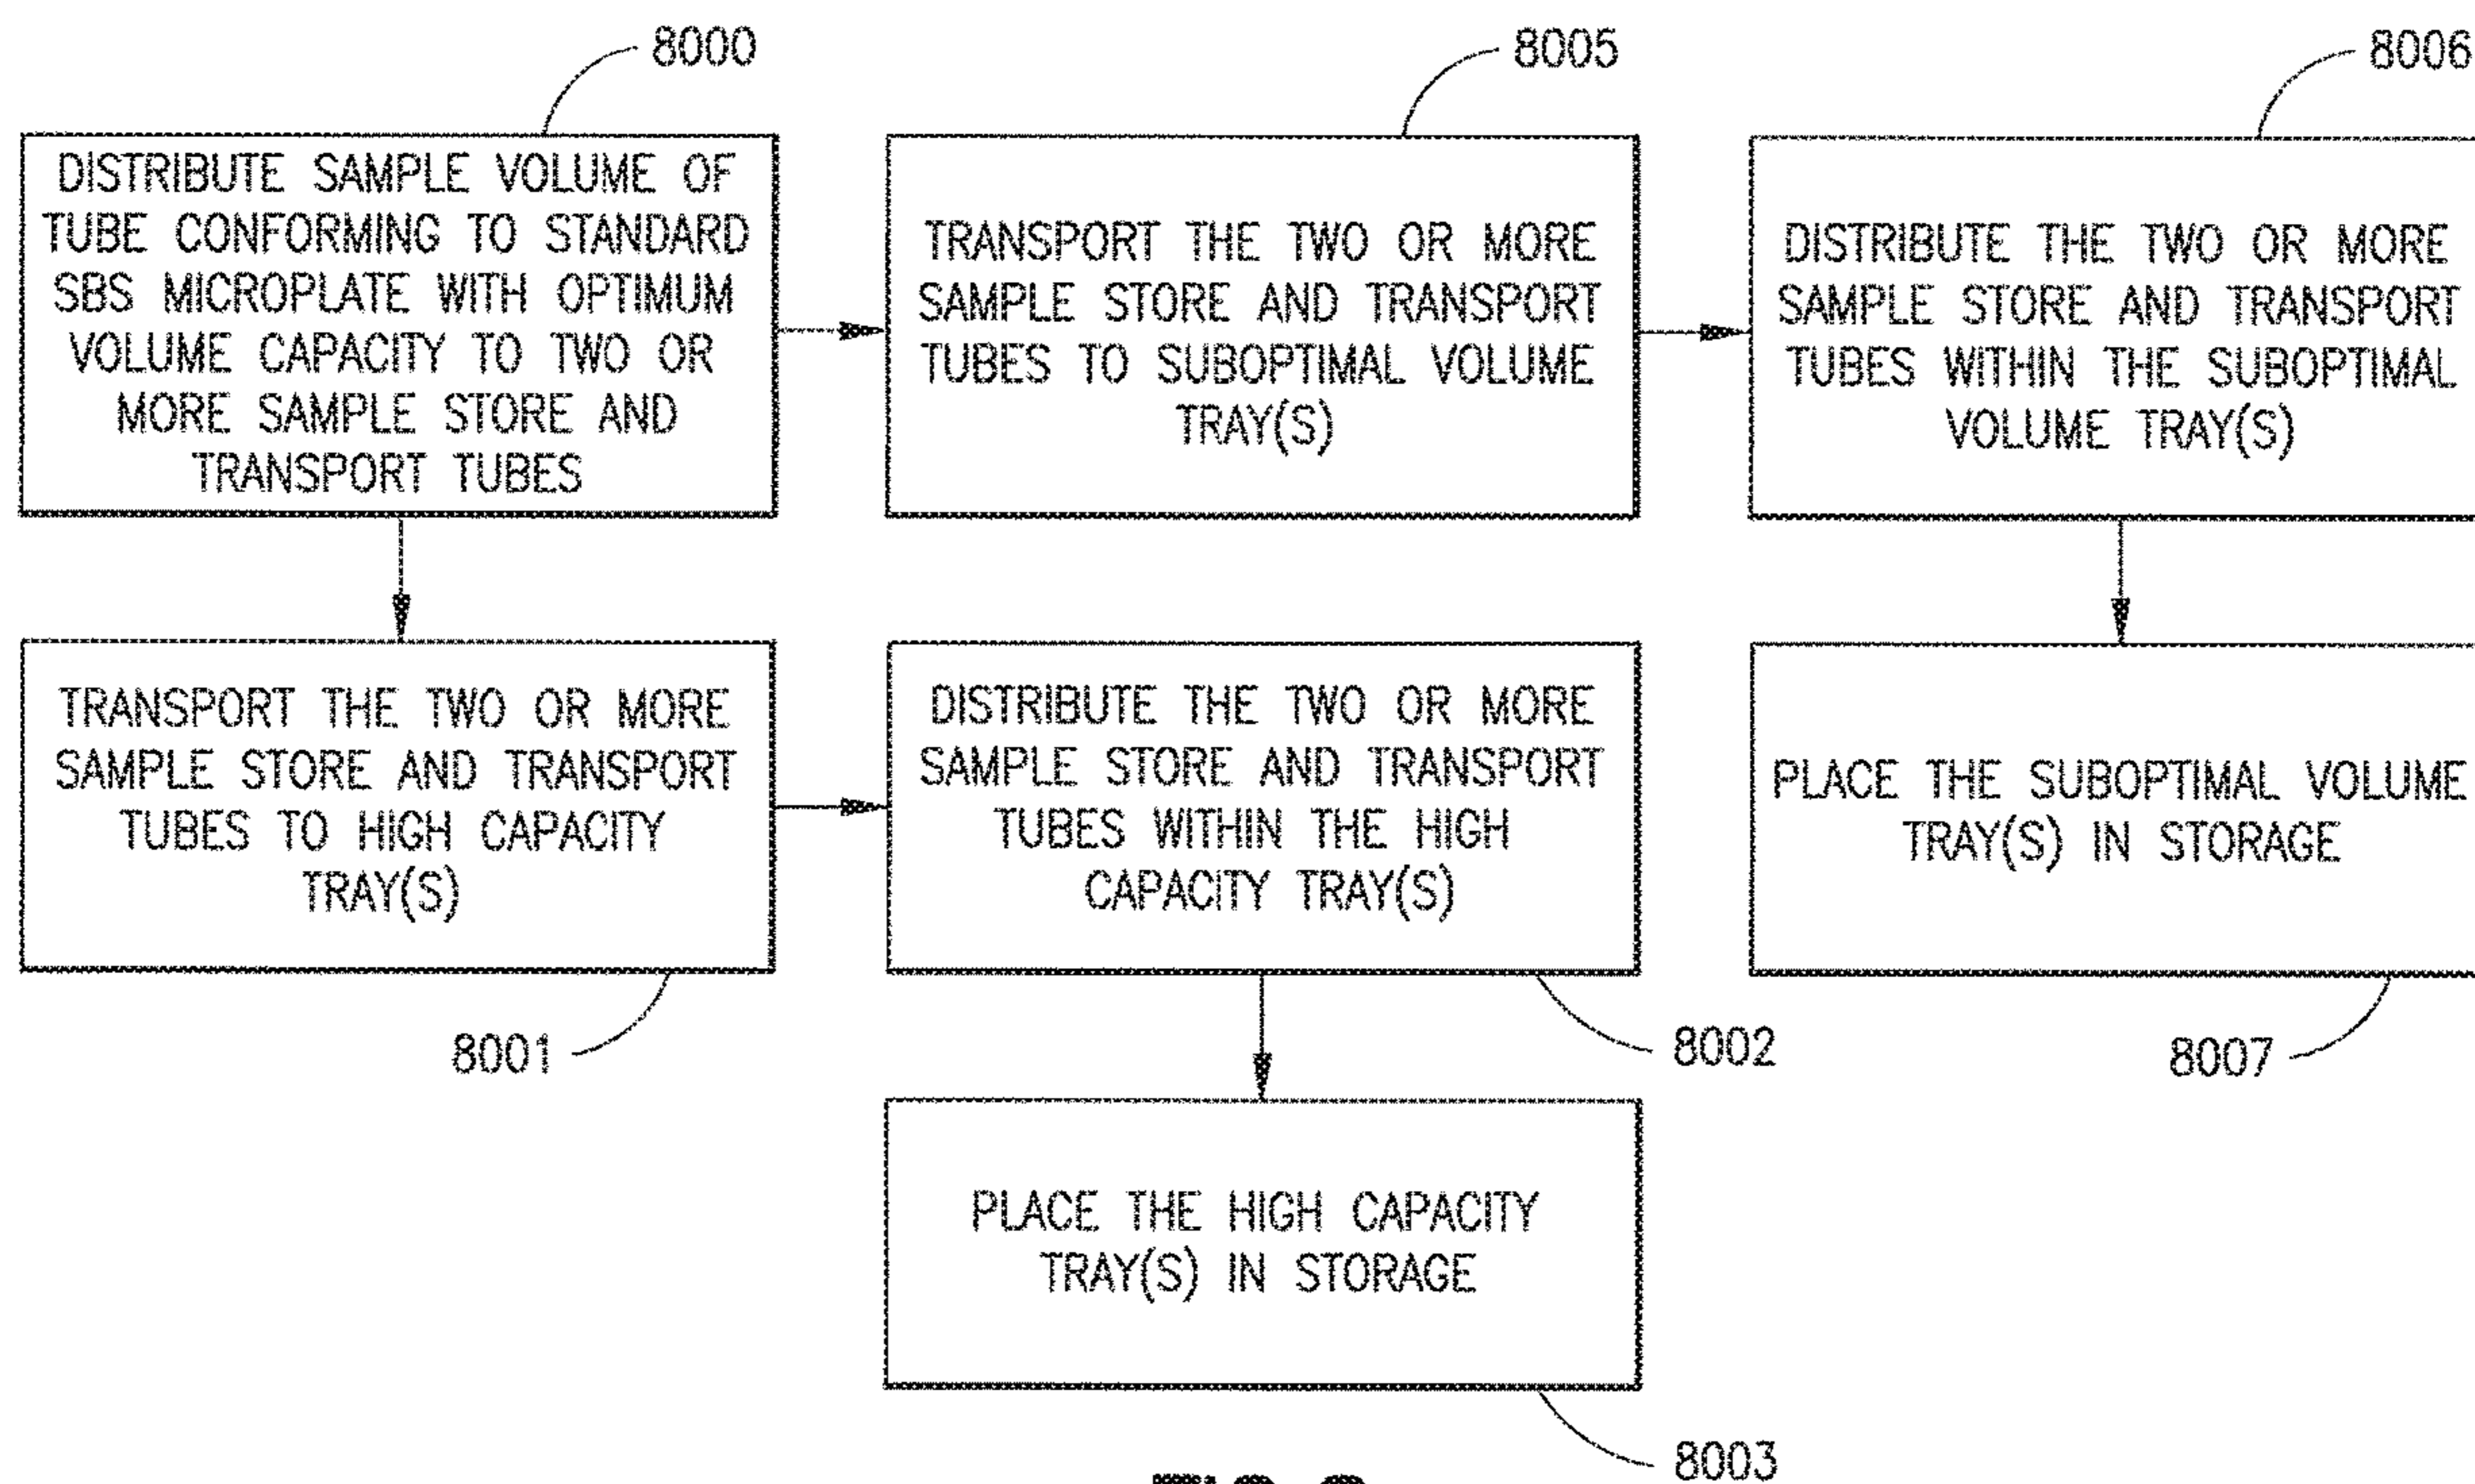 8000
8005
8006
DISTRIBUTE SAMPLE VOLUME OF
TUBE CONFORMING TO STANDARD
SBS MICROPLATE WITH OPTIMUM
VOLUME CAPACITY TO TWO OR
MORE SAMPLE STORE AND
TRANSPORT TUBES
TRANSPORT THE TWO OR MORE
SAMPLE STORE AND TRANSPORT
TUBES TO SUBOPTIMAL VOLUME
TRAY(S)
DISTRIBUTE THE TWO OR MORE
SAMPLE STORE AND TRANSPORT
TUBES WITHIN THE SUBOPTIMAL
VOLUME TRAY(S)
TRANSPORT THE TWO OR MORE
SAMPLE STORE AND TRANSPORT
TUBES TO HIGH CAPACITY
TRAY(S)
DISTRIBUTE THE TWO OR MORE
SAMPLE STORE AND TRANSPORT
TUBES WITHIN THE HIGH
CAPACITY TRAY(S)
PLACE THE SUBOPTIMAL VOLUME
TRAY(S) IN STORAGE
8001
8002
8007
PLACE THE HIGH CAPACITY
TRAY(S) IN STORAGE
8003